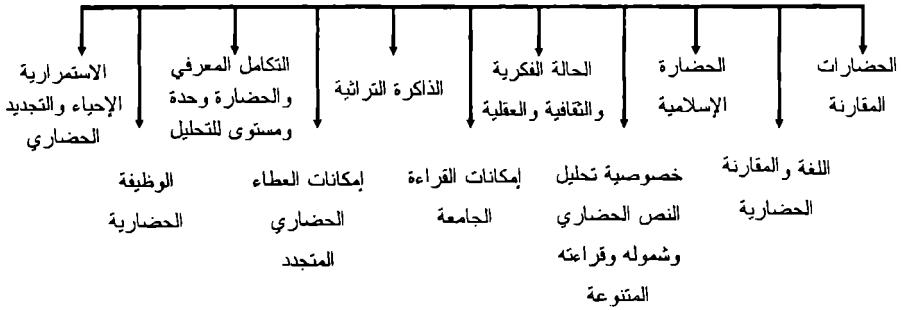 الحضارات
المقارنة
الحضارة
الإسلامية
الحالة الفكرية
والثقافية والعقلية
الذاكرة التراثية
التكامل المعرفي
والحضارة وحدة
ومستوى للتحليل
الاستمرارية
الإحياء والتجديد
الحضاري
اللغة والمقارنة
الحضارية
خصوصية تحليل
النص الحضاري
وشموله وقراءته
المتنوعة
إمكانات القراءة
الجامعة
إمكانات العطاء
الحضاري
المتجدد
الوظيفة
الحضارية